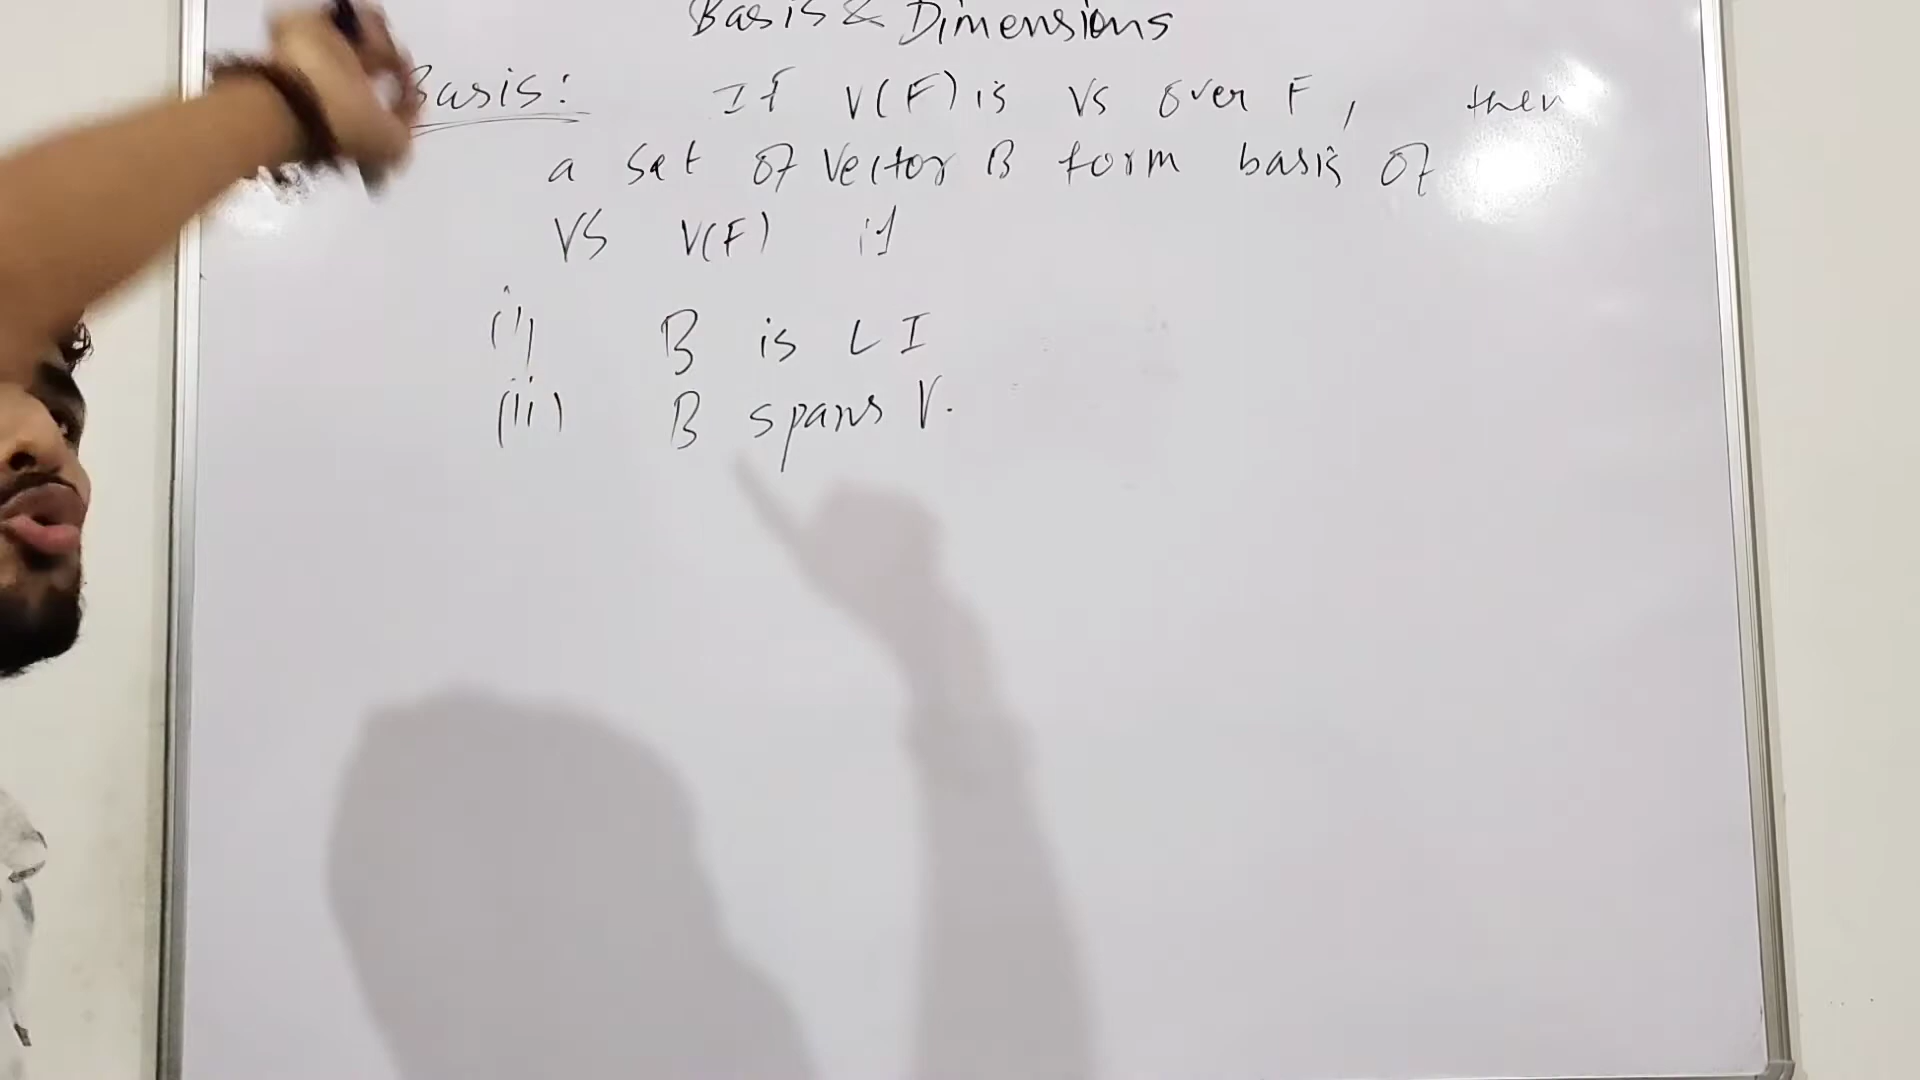 Basis & Dimensions
Basis: If V(F) is VS over F, then
a set of vector B form basis of
VS V(F) if
(i) B is LI
(ii) B spans V.